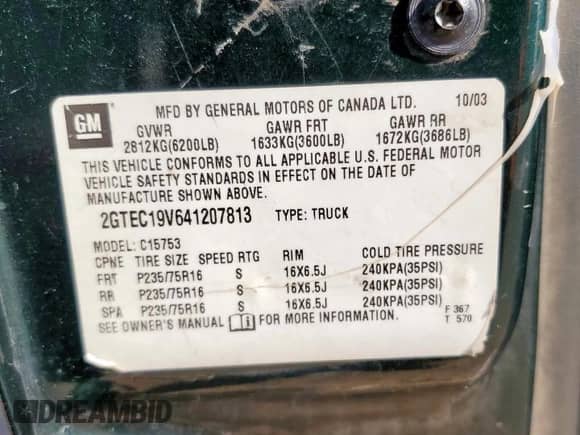 GM
MFD BY GENERAL MOTORS OF CANADA LTD. 10/03
GVWR GAWR FRT GAWR RR
2812KG(6200LB) 1633KG(3600LB) 1672KG(3686LB)
THIS VEHICLE CONFORMS TO ALL APPLICABLE U.S. FEDERAL MOTOR
VEHICLE SAFETY STANDARDS IN EFFECT ON THE DATE OF
MANUFACTURE SHOWN ABOVE.
2GTEC19V641207813 TYPE: TRUCK
MODEL: C15753
CPNE TIRE SIZE SPEED RTG RIM COLD TIRE PRESSURE
FRT P235/75R16 S 16X6.5J 240KPA(35PSI)
RR P235/75R16 S 16X6.5J 240KPA(35PSI)
SPA P235/75R16 S 16X6.5J 240KPA(35PSI)
SEE OWNER'S MANUAL FOR MORE INFORMATION. F 367
T 570
DREAMBID